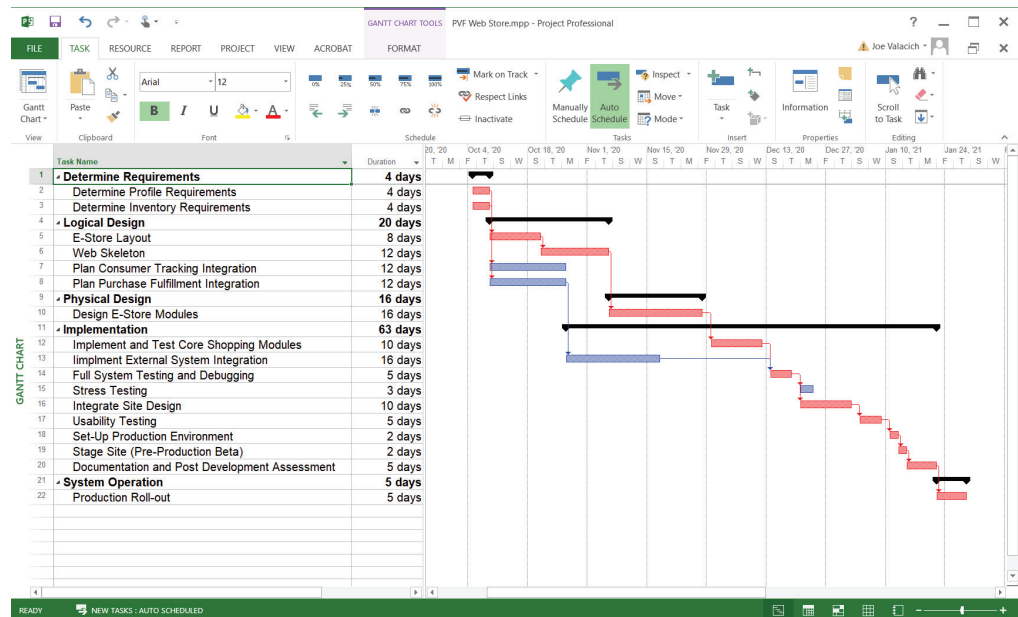 GANTT CHART TOOLS PVF Web Store.mpp - Project Professional
FILE TASK RESOURCE REPORT PROJECT VIEW ACROBAT FORMAT Joe Valacich
Gantt Chart
View
Paste
Clipboard
Arial 12
B I U A
Font
0% 25% 50% 75% 100%
Mark on Track
Respect Links
Inactivate
Schedule
Manually Schedule
Auto Schedule
Inspect
Move
Mode
Tasks
Task
Insert
Information
Properties
Scroll to Task
Editing
20, '20 Oct 4, '20 Oct 18, '20 Nov 1, '20 Nov 15, '20 Nov 29, '20 Dec 13, '20 Dec 27, '20 Jan 10, '21 Jan 24, '21
Task Name Duration T M F T S W S T M F T S W S T M F T S W S T M F T S W S T M F T S W
1 Determine Requirements 4 days
2 Determine Profile Requirements 4 days
3 Determine Inventory Requirements 4 days
4 Logical Design 20 days
5 E-Store Layout 8 days
6 Web Skeleton 12 days
7 Plan Consumer Tracking Integration 12 days
8 Plan Purchase Fulfillment Integration 12 days
9 Physical Design 16 days
10 Design E-Store Modules 16 days
11 Implementation 63 days
12 Implement and Test Core Shopping Modules 10 days
13 Iimplment External System Integration 16 days
14 Full System Testing and Debugging 5 days
15 Stress Testing 3 days
16 Integrate Site Design 10 days
17 Usability Testing 5 days
18 Set-Up Production Environment 2 days
19 Stage Site (Pre-Production Beta) 2 days
20 Documentation and Post Development Assessment 5 days
21 System Operation 5 days
22 Production Roll-out 5 days
GANTT CHART
READY NEW TASKS : AUTO SCHEDULED